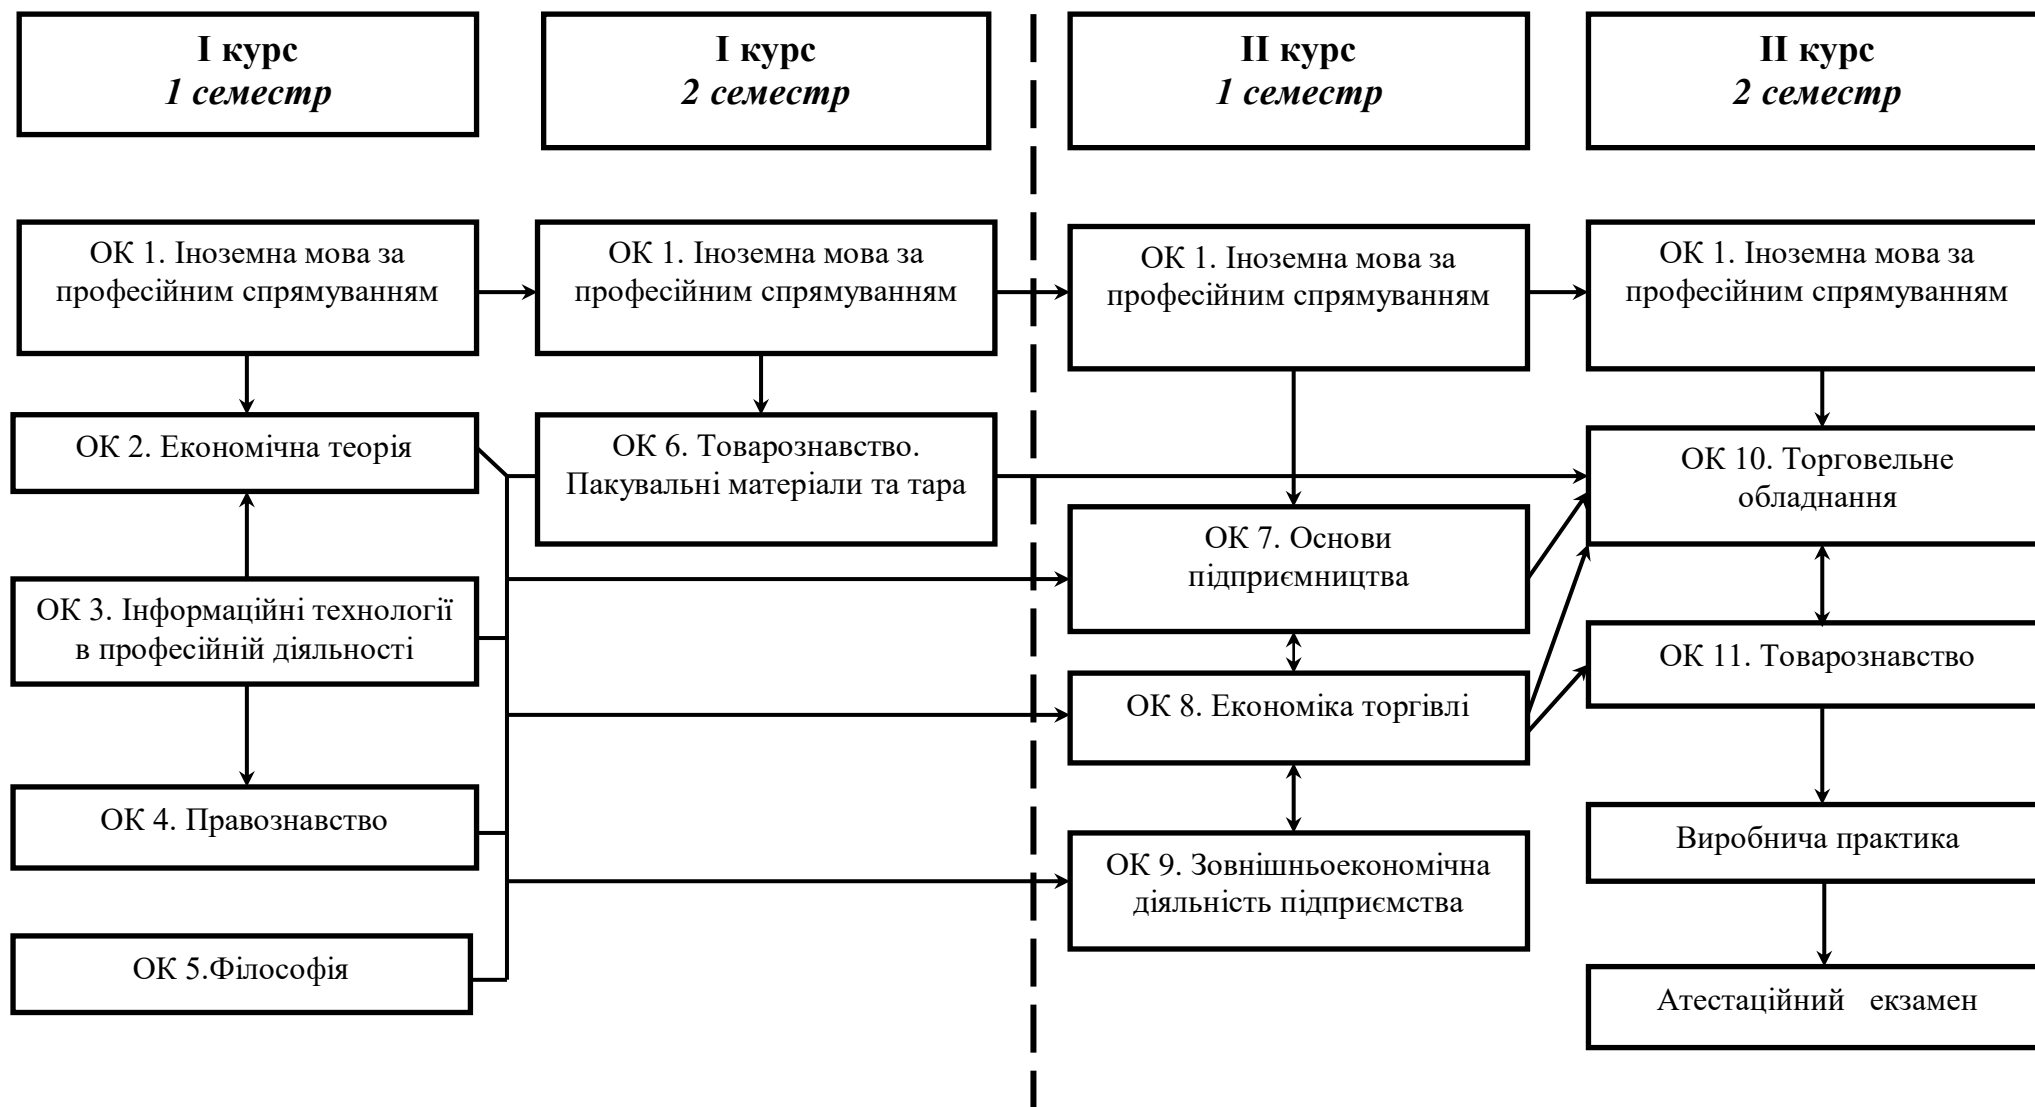 І курс
1 семестр
І курс
2 семестр
ІІ курс
1 семестр
ІІ курс
2 семестр
ОК 1. Іноземна мова за
професійним спрямуванням
ОК 2. Економічна теорія
ОК 3. Інформаційні технології
в професійній діяльності
ОК 4. Правознавство
ОК 5.Філософія
ОК 1. Іноземна мова за
професійним спрямуванням
ОК 6. Товарознавство.
Пакувальні матеріали та тара
ОК 1. Іноземна мова за
професійним спрямуванням
ОК 7. Основи
підприємництва
ОК 8. Економіка торгівлі
ОК 9. Зовнішньоекономічна
діяльність підприємства
ОК 1. Іноземна мова за
професійним спрямуванням
ОК 10. Торговельне
обладнання
ОК 11. Товарознавство
Виробнича практика
Атестаційний екзамен